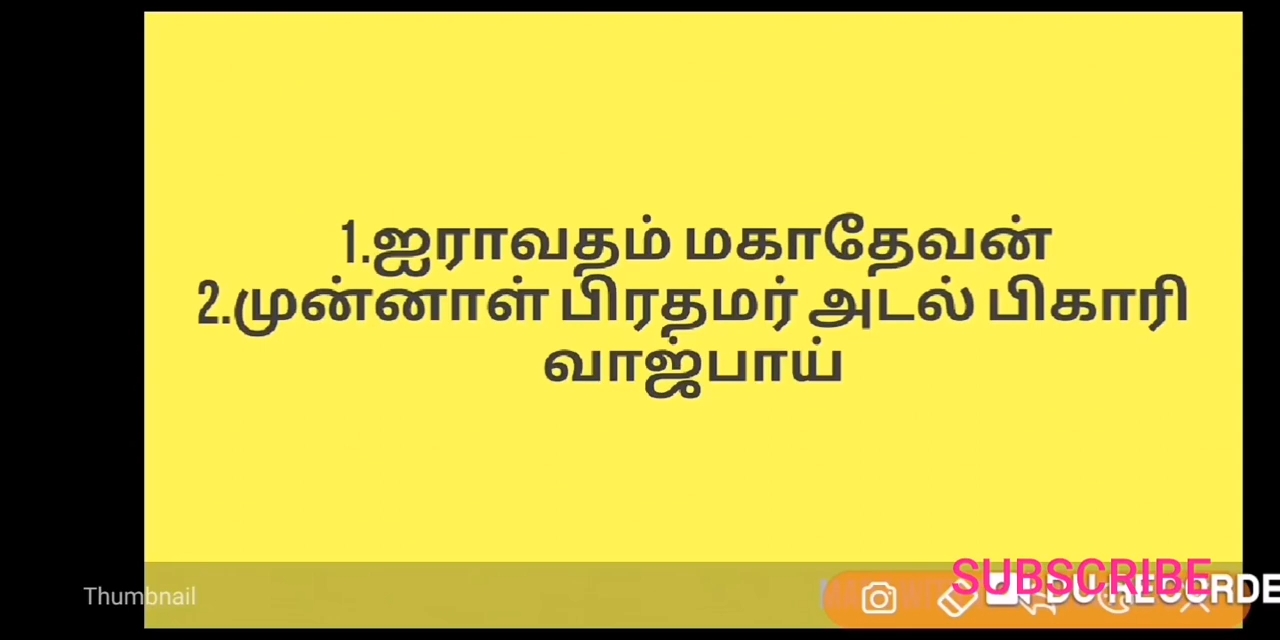 1.ஐராவதம் மகாதேவன்
2.முன்னாள் பிரதமர் அடல் பிகாரி
வாஜ்பாய்
SUBSCRIBE
Thumbnail